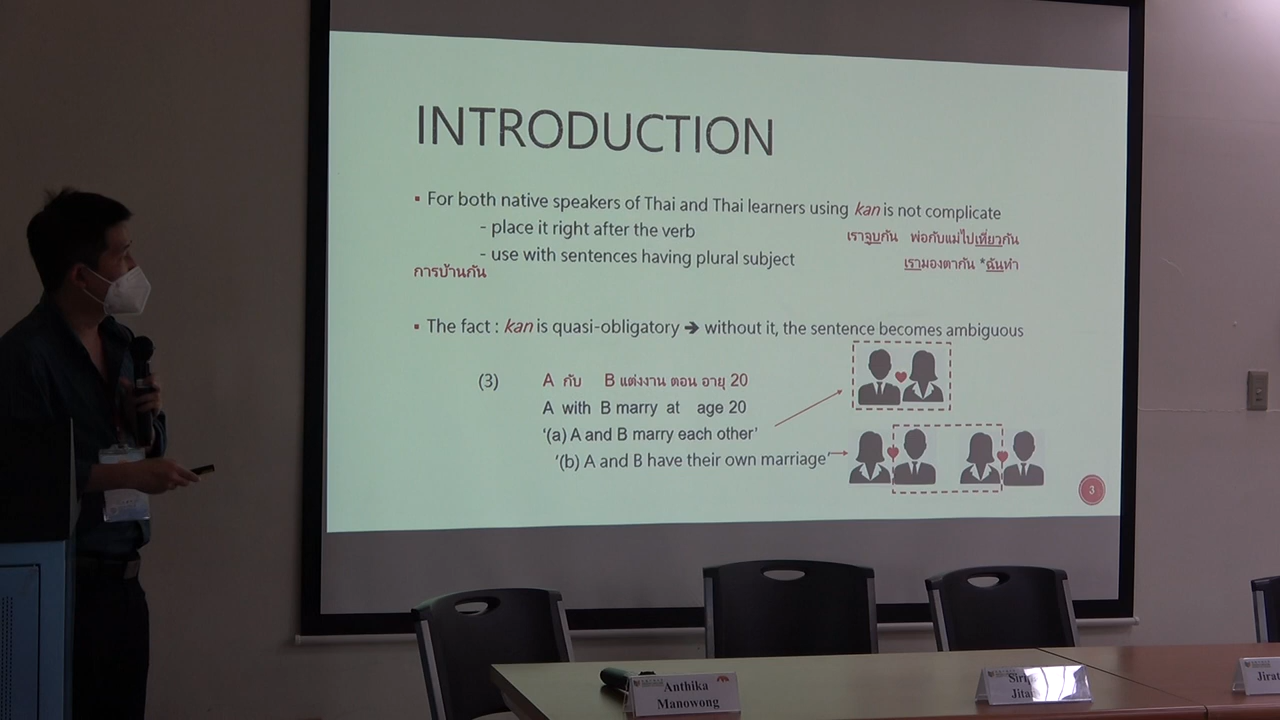 INTRODUCTION
▪ For both native speakers of Thai and Thai learners using kan is not complicate
- place it right after the verb
เราจูบกัน พ่อกับแม่ไปเที่ยวกัน
- use with sentences having plural subject
เรามองตากัน *ฉันทำ
การบ้านกัน
▪ The fact : kan is quasi-obligatory ➔ without it, the sentence becomes ambiguous
(3) A กับ B แต่งงาน ตอน อายุ 20
A with B marry at age 20
‘(a) A and B marry each other’
‘(b) A and B have their own marriage’
3
Anthika
Manowong